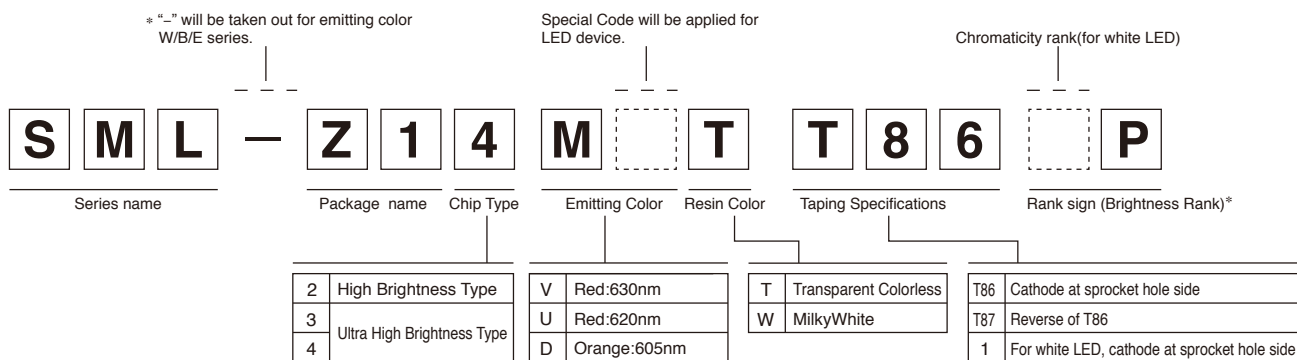 * “–” will be taken out for emitting color
W/B/E series.
Special Code will be applied for
LED device.
Chromaticity rank(for white LED)
S M L – Z 1 4 M T T 8 6 P
Series name Package name Chip Type Emitting Color Resin Color Taping Specifications Rank sign (Brightness Rank)*
2 High Brightness Type
3
Ultra High Brightness Type
4
V Red:630nm
U Red:620nm
D Orange:605nm
T Transparent Colorless
W MilkyWhite
T86 Cathode at sprocket hole side
T87 Reverse of T86
1 For white LED, cathode at sprocket hole side